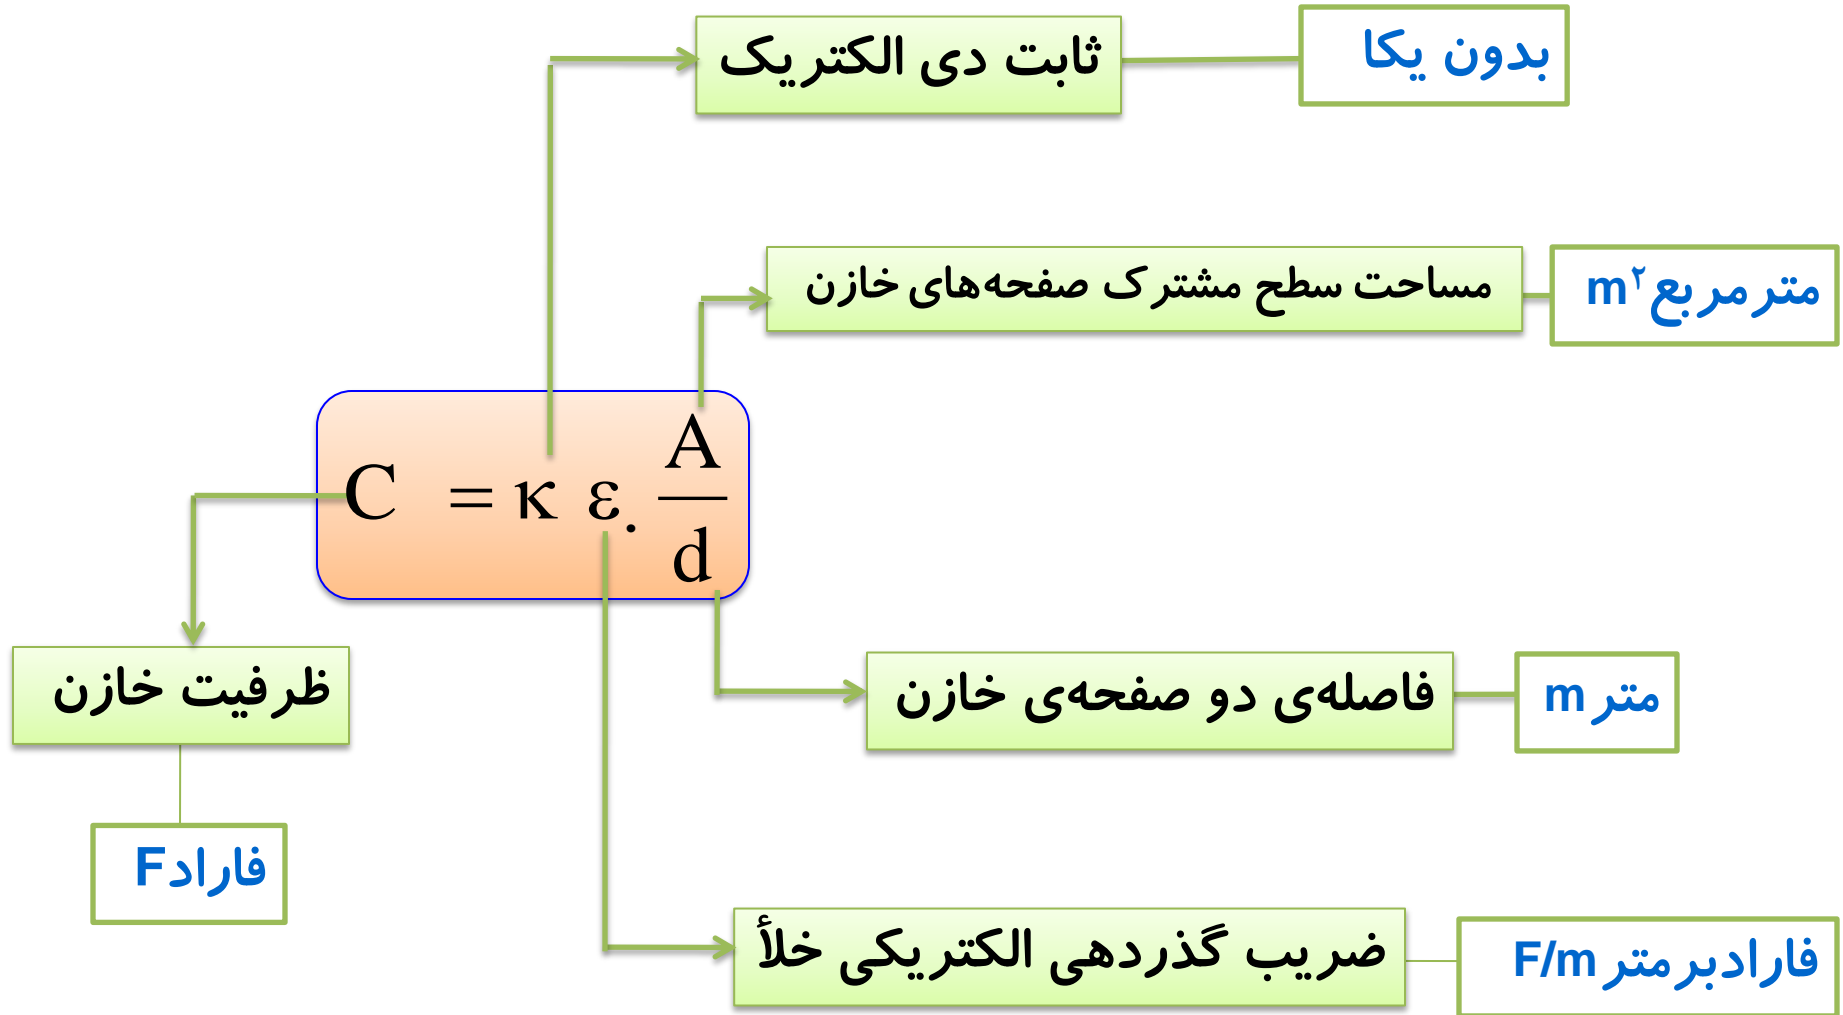 ثابت دی الکتریک
بدون یکا
مساحت سطح مشترک صفحه‌های خازن
مترمربع m²
C = κ ε. A/d
ظرفیت خازن
فاصله‌ی دو صفحه‌ی خازن
متر m
فاراد F
ضریب گذردهی الکتریکی خلأ
فارادبرمتر F/m